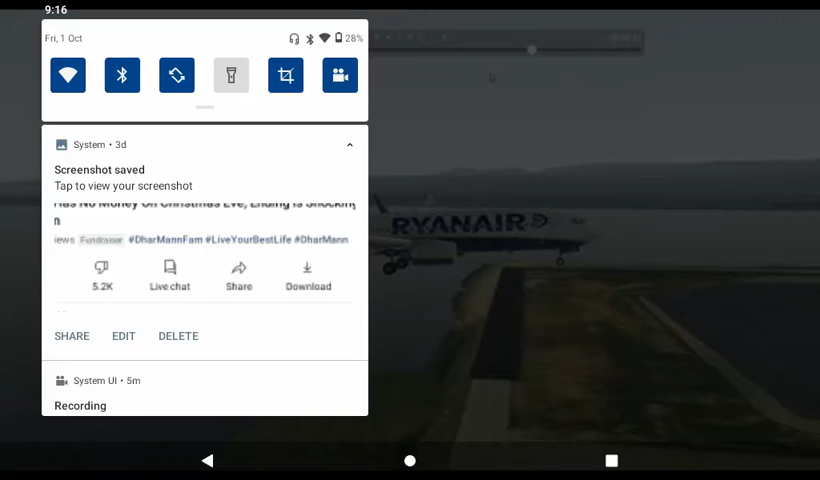 9:16
Fri, 1 Oct
28%
System • 3d
Screenshot saved
Tap to view your screenshot
Has No Money On Christmas Eve, Ending Is Shocking
n
iews Fundraiser #DharMannFam #LiveYourBestLife #DharMann
5.2K Live chat Share Download
SHARE EDIT DELETE
System UI • 5m
Recording
RYANAIR